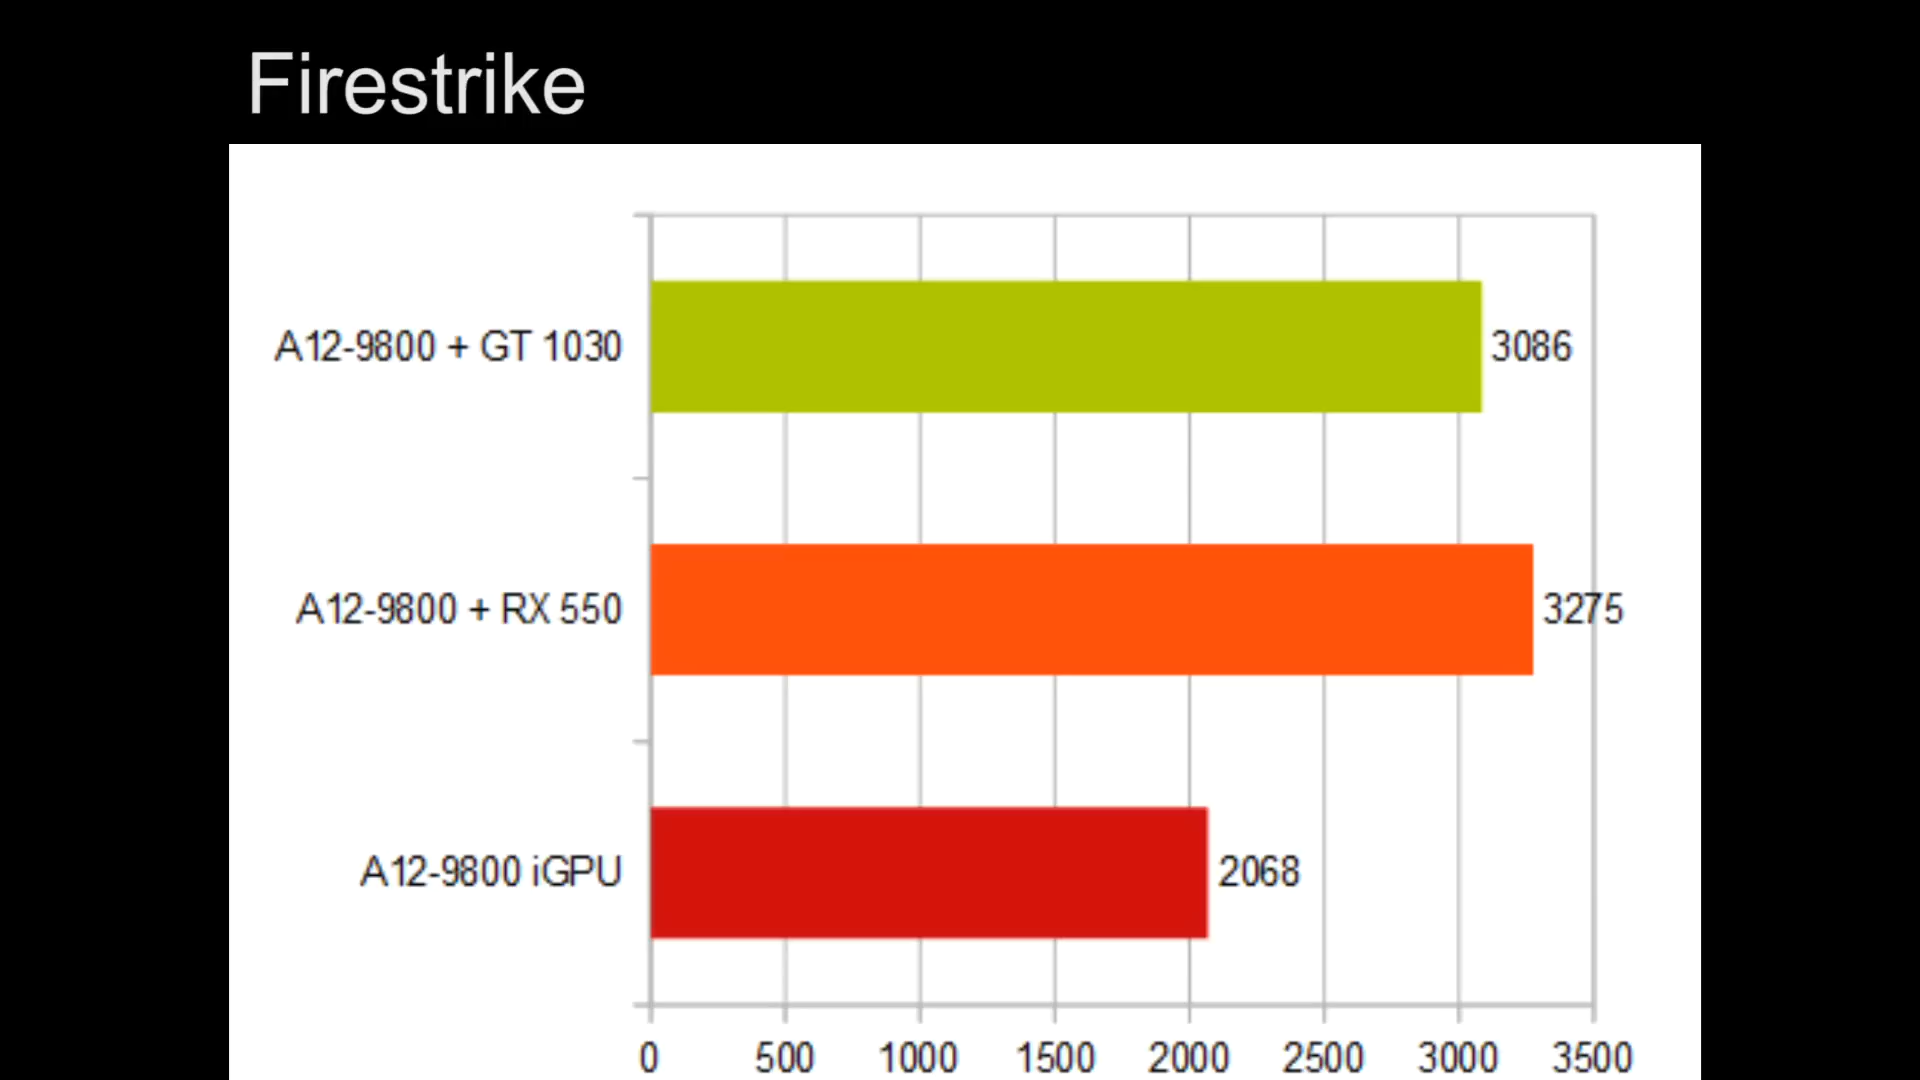 Firestrike
A12-9800 + GT 1030 3086
A12-9800 + RX 550 3275
A12-9800 iGPU 2068
0 500 1000 1500 2000 2500 3000 3500